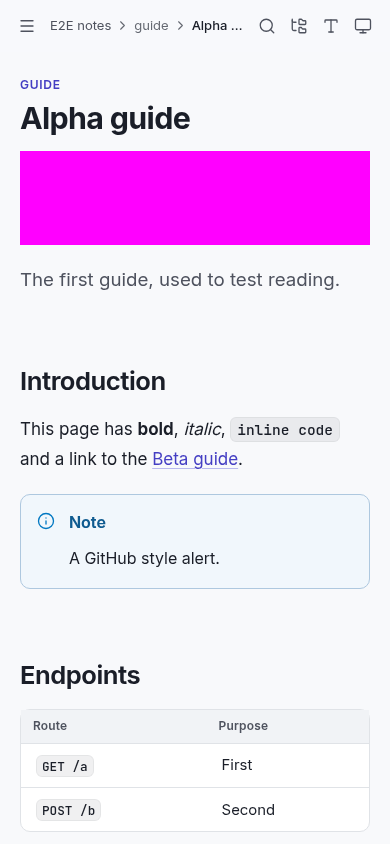 E2E notes > guide > Alpha ...
GUIDE
Alpha guide
The first guide, used to test reading.
Introduction
This page has bold, italic, inline code
and a link to the Beta guide.
Note
A GitHub style alert.
Endpoints
Route Purpose
GET /a First
POST /b Second